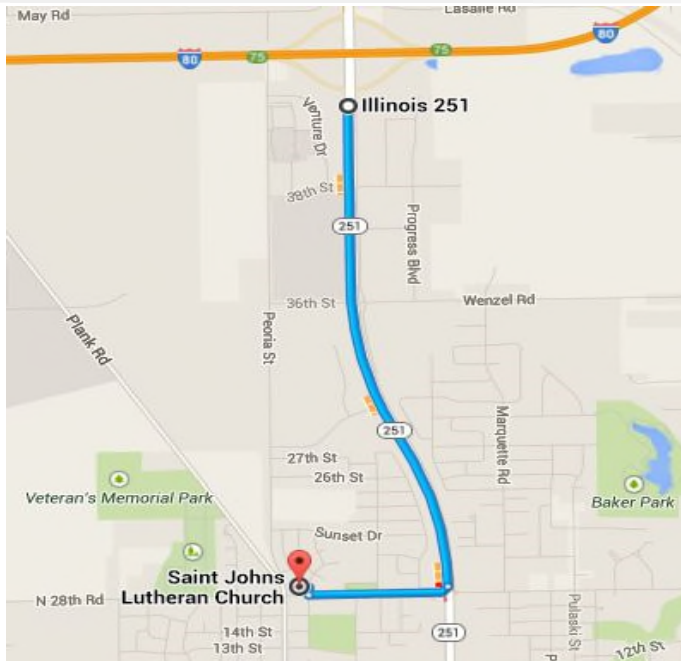 May Rd
Lasalle Rd
80
75
75
80
Illinois 251
Venture Dr
38th St
Progress Blvd
251
36th St
Wenzel Rd
Peoria St
Plank Rd
251
Marquette Rd
27th St
26th St
Veteran's Memorial Park
Baker Park
Sunset Dr
Saint Johns
Lutheran Church
N 28th Rd
Pulaski St
14th St
13th St
251
12th St